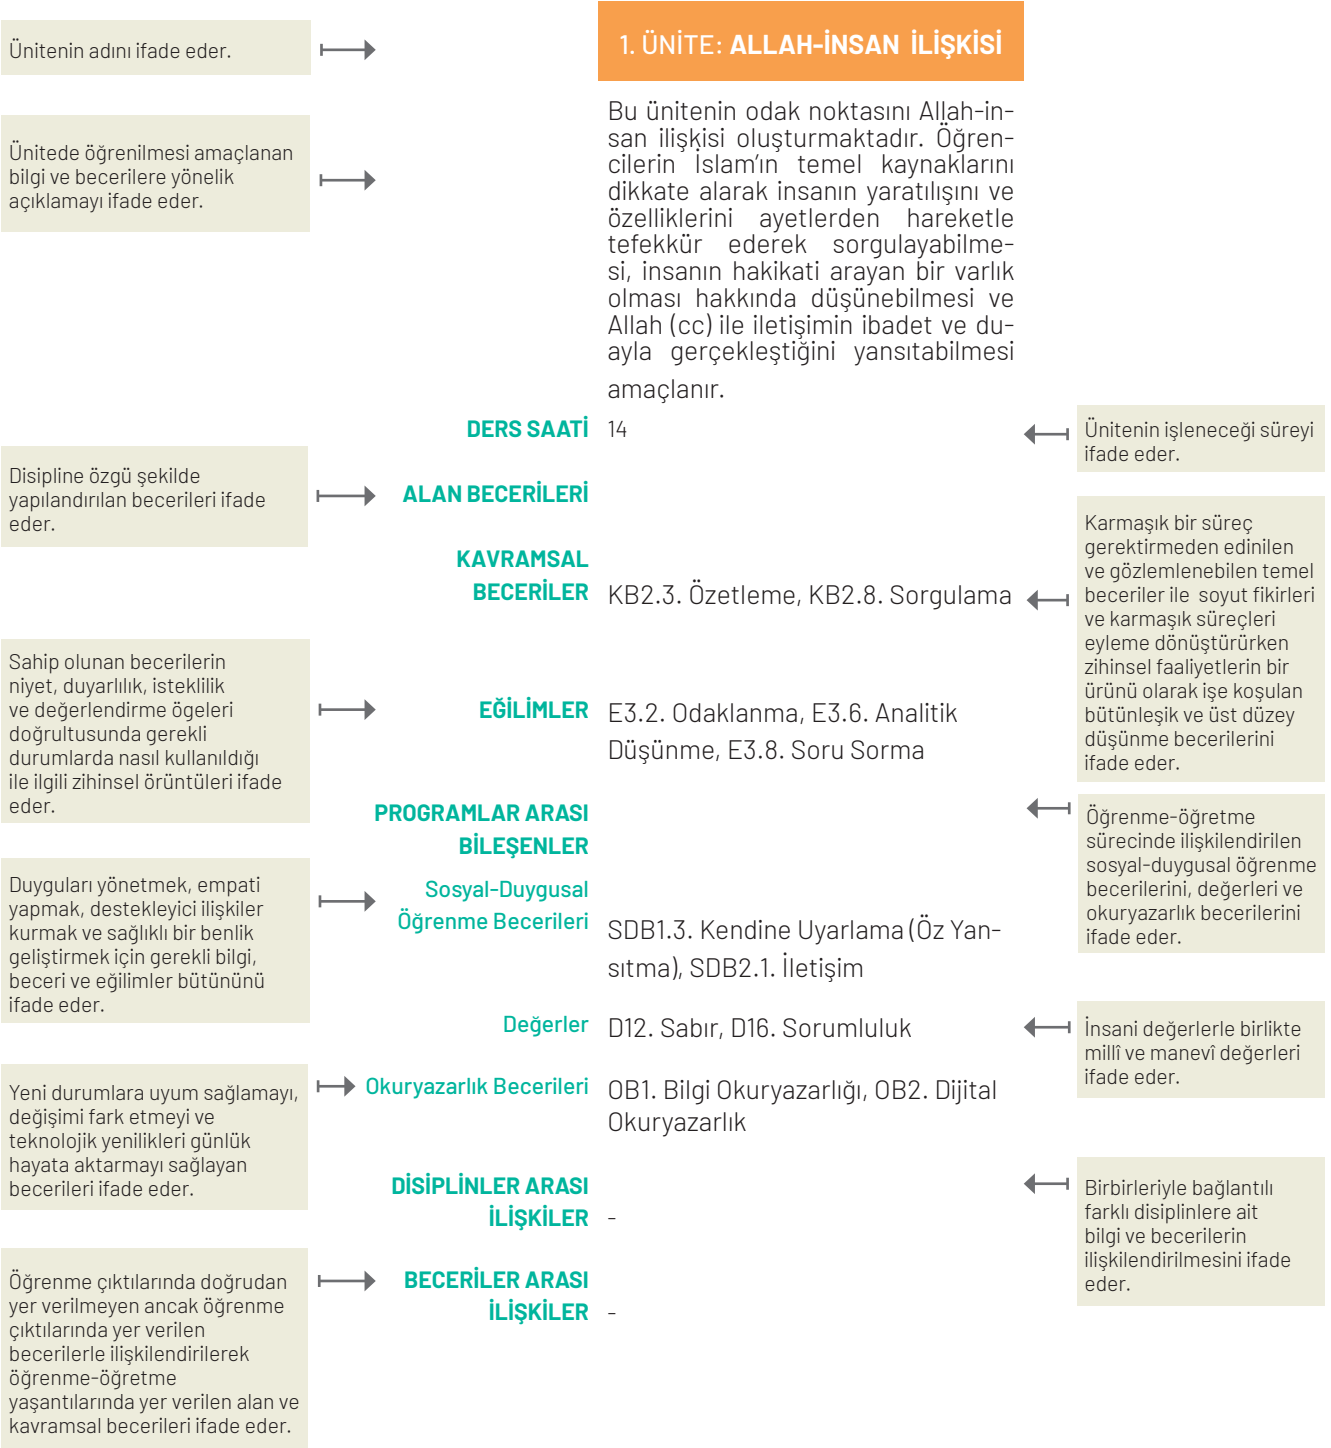 Ünitenin adını ifade eder.
1. ÜNİTE: ALLAH-İNSAN İLİŞKİSİ
Ünitede öğrenilmesi amaçlanan
bilgi ve becerilere yönelik
açıklamayı ifade eder.
Bu ünitenin odak noktasını Allah-in-
san ilişkisi oluşturmaktadır. Öğren-
cilerin İslam’ın temel kaynaklarını
dikkate alarak insanın yaratılışını ve
özelliklerini ayetlerden hareketle
tefekkür ederek sorgulayabilme-
si, insanın hakikati arayan bir varlık
olması hakkında düşünebilmesi ve
Allah (cc) ile iletişimin ibadet ve du-
ayla gerçekleştiğini yansıtabilmesi
amaçlanır.
DERS SAATİ 14
Ünitenin işleneceği süreyi
ifade eder.
Disipline özgü şekilde
yapılandırılan becerileri ifade
eder.
ALAN BECERİLERİ
KAVRAMSAL
BECERİLER KB2.3. Özetleme, KB2.8. Sorgulama
Karmaşık bir süreç
gerektirmeden edinilen
ve gözlemlenebilen temel
beceriler ile soyut fikirleri
ve karmaşık süreçleri
eyleme dönüştürürken
zihinsel faaliyetlerin bir
ürünü olarak işe koşulan
bütünleşik ve üst düzey
düşünme becerilerini
ifade eder.
Sahip olunan becerilerin
niyet, duyarlılık, isteklilik
ve değerlendirme ögeleri
doğrultusunda gerekli
durumlarda nasıl kullanıldığı
ile ilgili zihinsel örüntüleri ifade
eder.
EĞİLİMLER E3.2. Odaklanma, E3.6. Analitik
Düşünme, E3.8. Soru Sorma
PROGRAMLAR ARASI
BİLEŞENLER
Öğrenme-öğretme
sürecinde ilişkilendirilen
sosyal-duygusal öğrenme
becerilerini, değerleri ve
okuryazarlık becerilerini
ifade eder.
Duyguları yönetmek, empati
yapmak, destekleyici ilişkiler
kurmak ve sağlıklı bir benlik
geliştirmek için gerekli bilgi,
beceri ve eğilimler bütününü
ifade eder.
Sosyal-Duygusal
Öğrenme Becerileri SDB1.3. Kendine Uyarlama (Öz Yan-
sıtma), SDB2.1. İletişim
Değerler D12. Sabır, D16. Sorumluluk
İnsani değerlerle birlikte
millî ve manevî değerleri
ifade eder.
Yeni durumlara uyum sağlamayı,
değişimi fark etmeyi ve
teknolojik yenilikleri günlük
hayata aktarmayı sağlayan
becerileri ifade eder.
Okuryazarlık Becerileri OB1. Bilgi Okuryazarlığı, OB2. Dijital
Okuryazarlık
DİSİPLİNLER ARASI
İLİŞKİLER -
Birbirleriyle bağlantılı
farklı disiplinlere ait
bilgi ve becerilerin
ilişkilendirilmesini ifade
eder.
Öğrenme çıktılarında doğrudan
yer verilmeyen ancak öğrenme
çıktılarında yer verilen
becerilerle ilişkilendirilerek
öğrenme-öğretme
yaşantılarında yer verilen alan ve
kavramsal becerileri ifade eder.
BECERİLER ARASI
İLİŞKİLER -